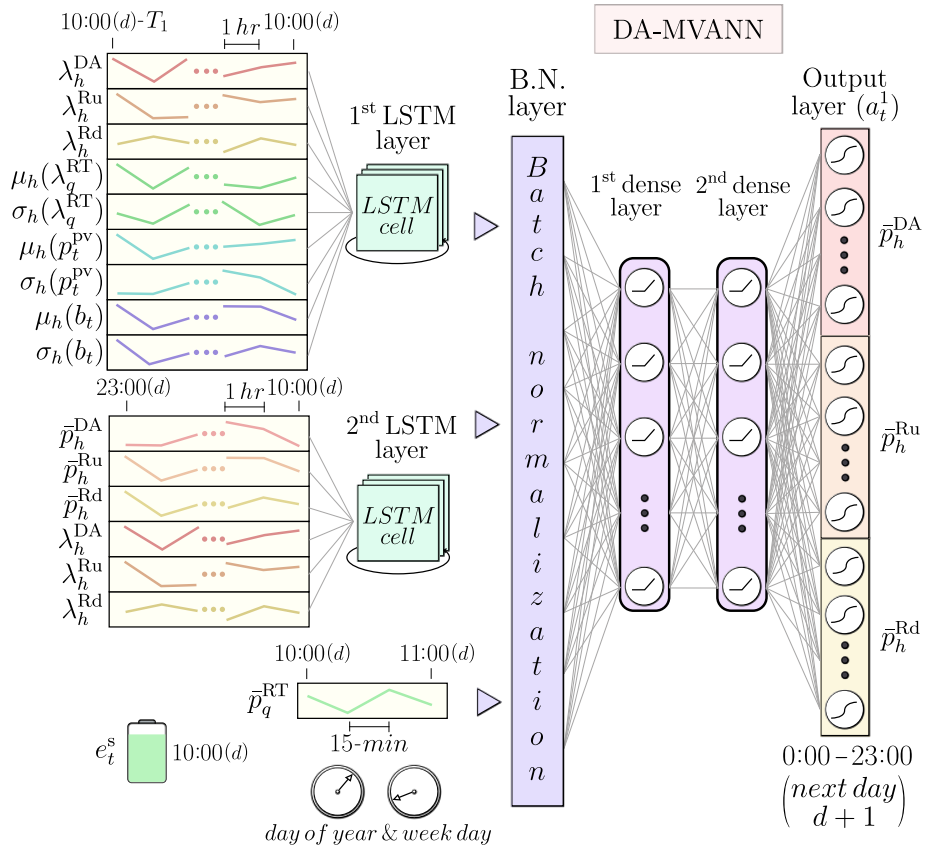 DA-MVANN
10:00(d)-T₁
1 hr
10:00(d)
λ_h^DA
λ_h^Ru
λ_h^Rd
μ_h(λ_q^RT)
σ_h(λ_q^RT)
μ_h(p_t^PV)
σ_h(p_t^PV)
μ_h(b_t)
σ_h(b_t)
1st LSTM
layer
LSTM
cell
23:00(d)
1 hr
10:00(d)
p̄_h^DA
p̄_h^Ru
p̄_h^Rd
λ_h^DA
λ_h^Ru
λ_h^Rd
2nd LSTM
layer
LSTM
cell
10:00(d)
11:00(d)
p̄_q^RT
15-min
e_t^s
10:00(d)
day of year & week day
B.N.
layer
Batch normalization
1st dense
layer
2nd dense
layer
Output
layer (a_t^1)
p̄_h^DA
p̄_h^Ru
p̄_h^Rd
0:00–23:00
(next day
d + 1)